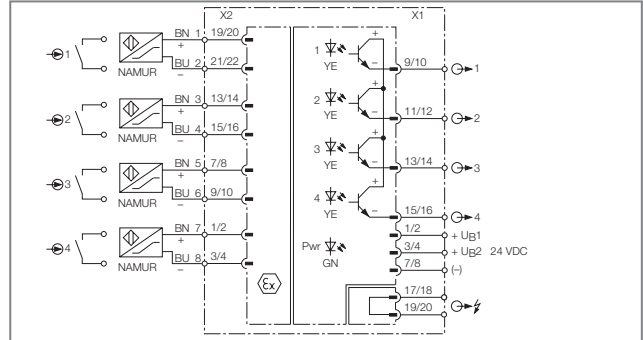 X2 X1
BN 1 19/20
+
1
BU 2 21/22
−
NAMUR
BN 3 13/14
+
2
BU 4 15/16
−
NAMUR
BN 5 7/8
+
3
BU 6 9/10
−
NAMUR
BN 7 1/2
+
4
BU 8 3/4
−
NAMUR
εx
1
YE
+
−
9/10
1
2
YE
+
−
11/12
2
3
YE
+
−
13/14
3
4
YE
+
−
15/16
4
Pwr
GN
1/2 + UB1
3/4 + UB2 24 VDC
7/8 (–)
17/18
19/20